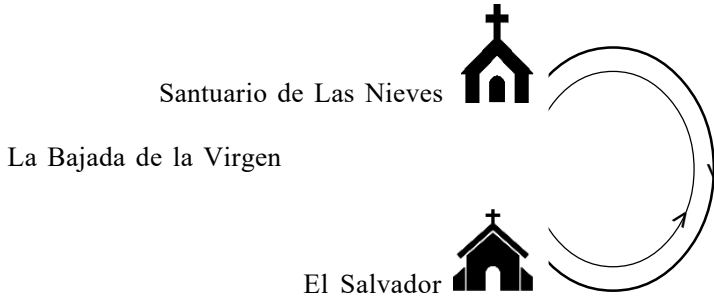 Santuario de Las Nieves
La Bajada de la Virgen
El Salvador